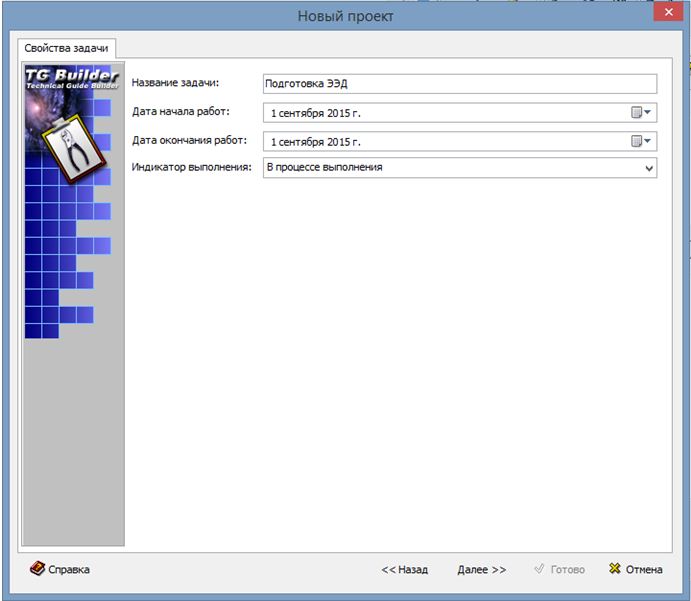 Новый проект
Свойства задачи
TG Builder
Technical Guide Builder
Название задачи: Подготовка ЭЭД
Дата начала работ: 1 сентября 2015 г.
Дата окончания работ: 1 сентября 2015 г.
Индикатор выполнения: В процессе выполнения
Справка << Назад Далее >> Готово Отмена